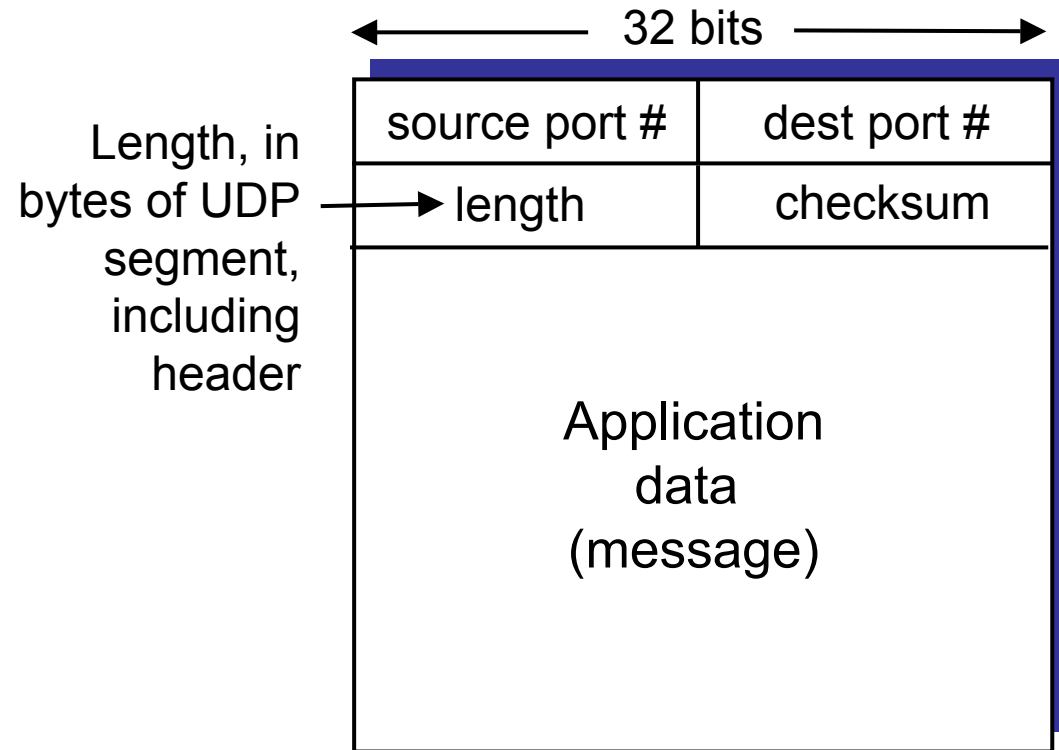 32 bits
source port #
dest port #
Length, in
bytes of UDP
segment,
including
header
length
checksum
Application
data
(message)